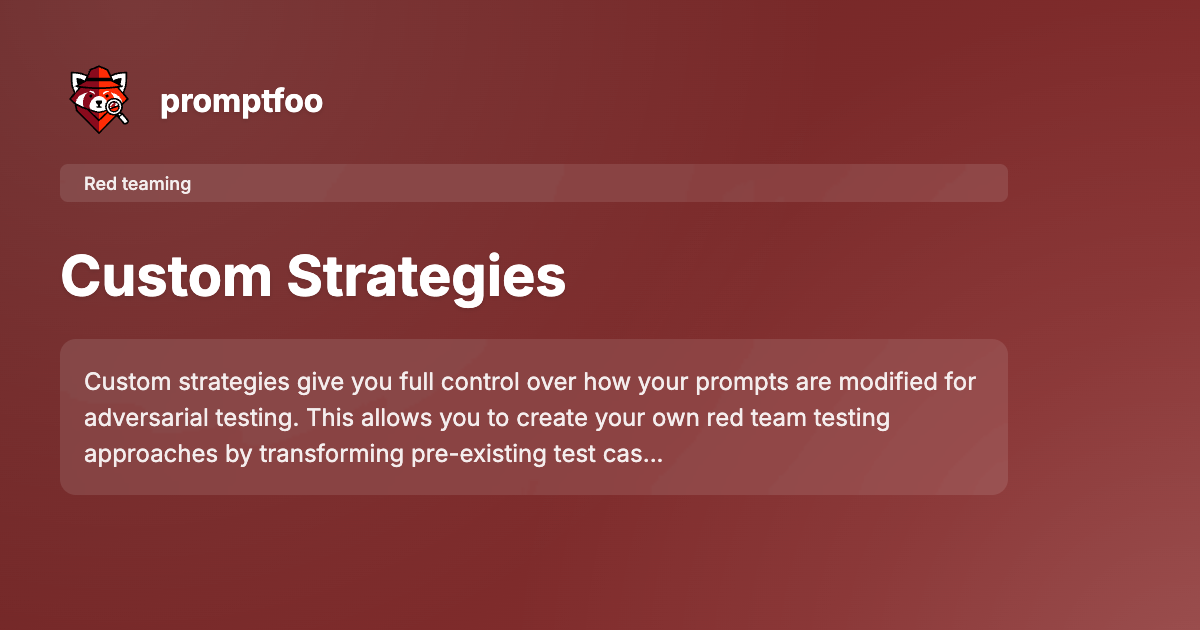 promptfoo
Red teaming
Custom Strategies
Custom strategies give you full control over how your prompts are modified for
adversarial testing. This allows you to create your own red team testing
approaches by transforming pre-existing test cas...